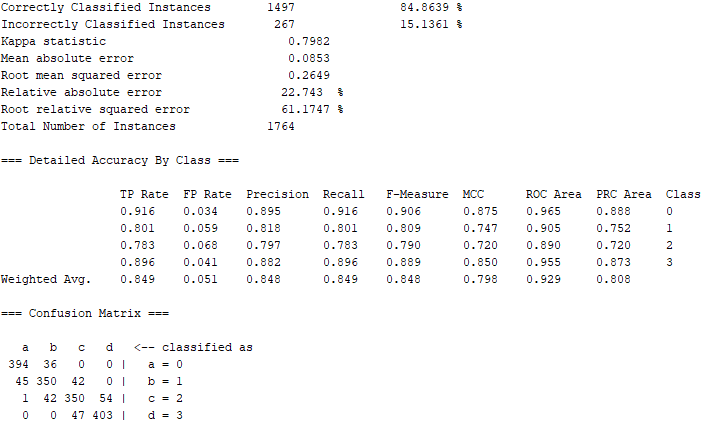 Correctly Classified Instances        1497               84.8639 %
Incorrectly Classified Instances       267               15.1361 %
Kappa statistic                          0.7982
Mean absolute error                      0.0853
Root mean squared error                  0.2649
Relative absolute error                 22.743  %
Root relative squared error             61.1747 %
Total Number of Instances             1764
=== Detailed Accuracy By Class ===
TP Rate  FP Rate  Precision  Recall   F-Measure  MCC      ROC Area  PRC Area  Class
0.916    0.034    0.895      0.916    0.906      0.875    0.965     0.888     0
0.801    0.059    0.818      0.801    0.809      0.747    0.905     0.752     1
0.783    0.068    0.797      0.783    0.790      0.720    0.890     0.720     2
0.896    0.041    0.882      0.896    0.889      0.850    0.955     0.873     3
Weighted Avg.    0.849    0.051    0.848      0.849    0.848      0.798    0.929     0.808
=== Confusion Matrix ===
a   b   c   d   <-- classified as
394  36   0   0 |   a = 0
45 350  42   0 |   b = 1
1  42 350  54 |   c = 2
0   0  47 403 |   d = 3